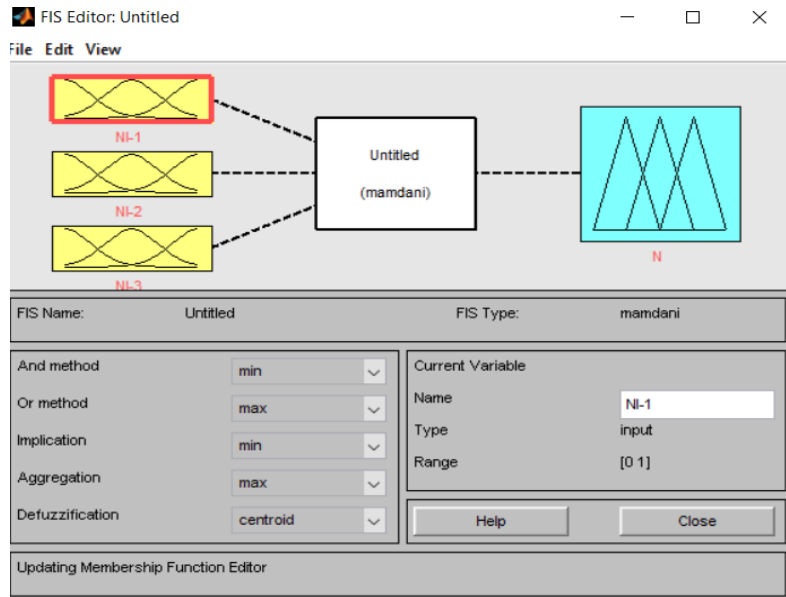 FIS Editor: Untitled
File Edit View
NI-1
NI-2
NI-3
Untitled
(mamdani)
N
FIS Name: Untitled FIS Type: mamdani
And method min
Or method max
Implication min
Aggregation max
Defuzzification centroid
Current Variable
Name NI-1
Type input
Range [0 1]
Help Close
Updating Membership Function Editor